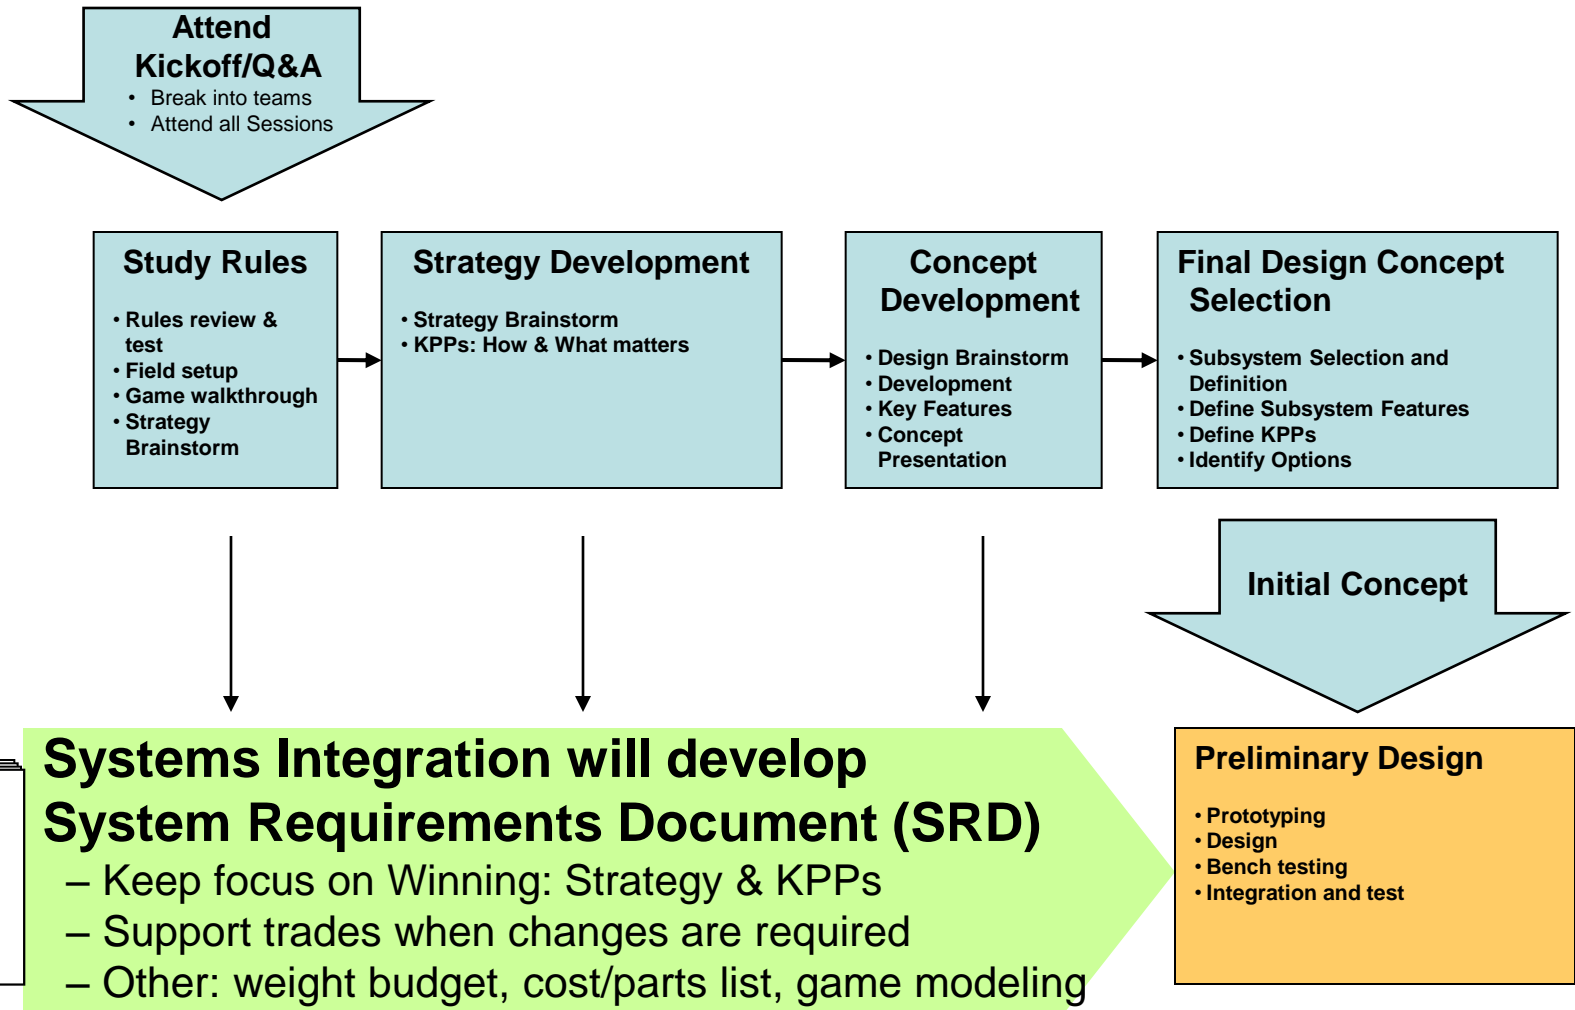 Attend
Kickoff/Q&A
• Break into teams
• Attend all Sessions
Study Rules
• Rules review &
test
• Field setup
• Game walkthrough
• Strategy
Brainstorm
Strategy Development
• Strategy Brainstorm
• KPPs: How & What matters
Concept
Development
• Design Brainstorm
• Development
• Key Features
• Concept
Presentation
Final Design Concept
Selection
• Subsystem Selection and
Definition
• Define Subsystem Features
• Define KPPs
• Identify Options
Initial Concept
Systems Integration will develop
System Requirements Document (SRD)
– Keep focus on Winning: Strategy & KPPs
– Support trades when changes are required
– Other: weight budget, cost/parts list, game modeling
Preliminary Design
• Prototyping
• Design
• Bench testing
• Integration and test